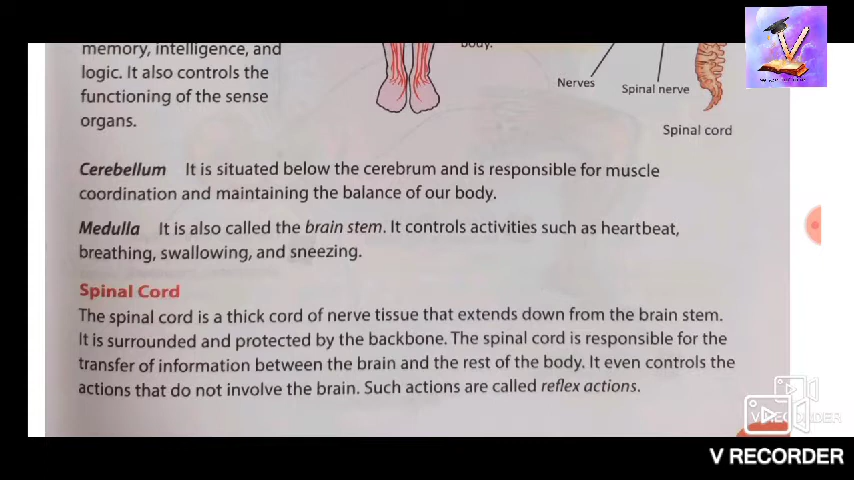 memory, intelligence, and
logic. It also controls the
functioning of the sense
organs.
body.
Nerves
Spinal nerve
Spinal cord
Cerebellum It is situated below the cerebrum and is responsible for muscle
coordination and maintaining the balance of our body.
Medulla It is also called the brain stem. It controls activities such as heartbeat,
breathing, swallowing, and sneezing.
Spinal Cord
The spinal cord is a thick cord of nerve tissue that extends down from the brain stem.
It is surrounded and protected by the backbone. The spinal cord is responsible for the
transfer of information between the brain and the rest of the body. It even controls the
actions that do not involve the brain. Such actions are called reflex actions.
V RECORDER